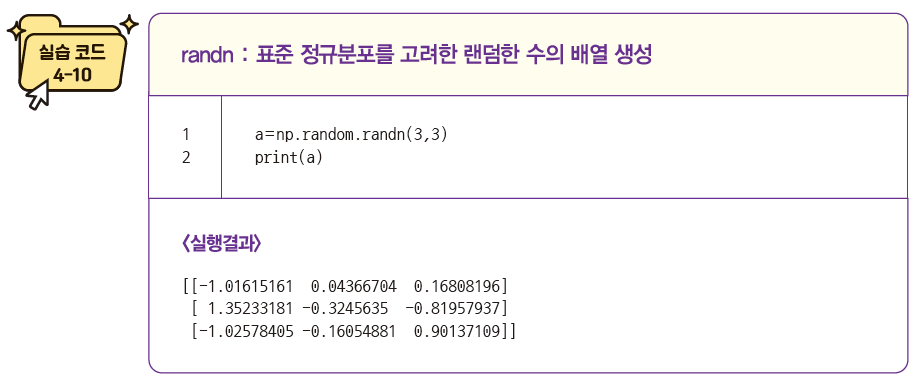 실습 코드
4-10
randn : 표준 정규분포를 고려한 랜덤한 수의 배열 생성
1 a=np.random.randn(3,3)
2 print(a)
<실행결과>
[[-1.01615161  0.04366704  0.16808196]
 [ 1.35233181 -0.3245635  -0.81957937]
 [-1.02578405 -0.16054881  0.90137109]]